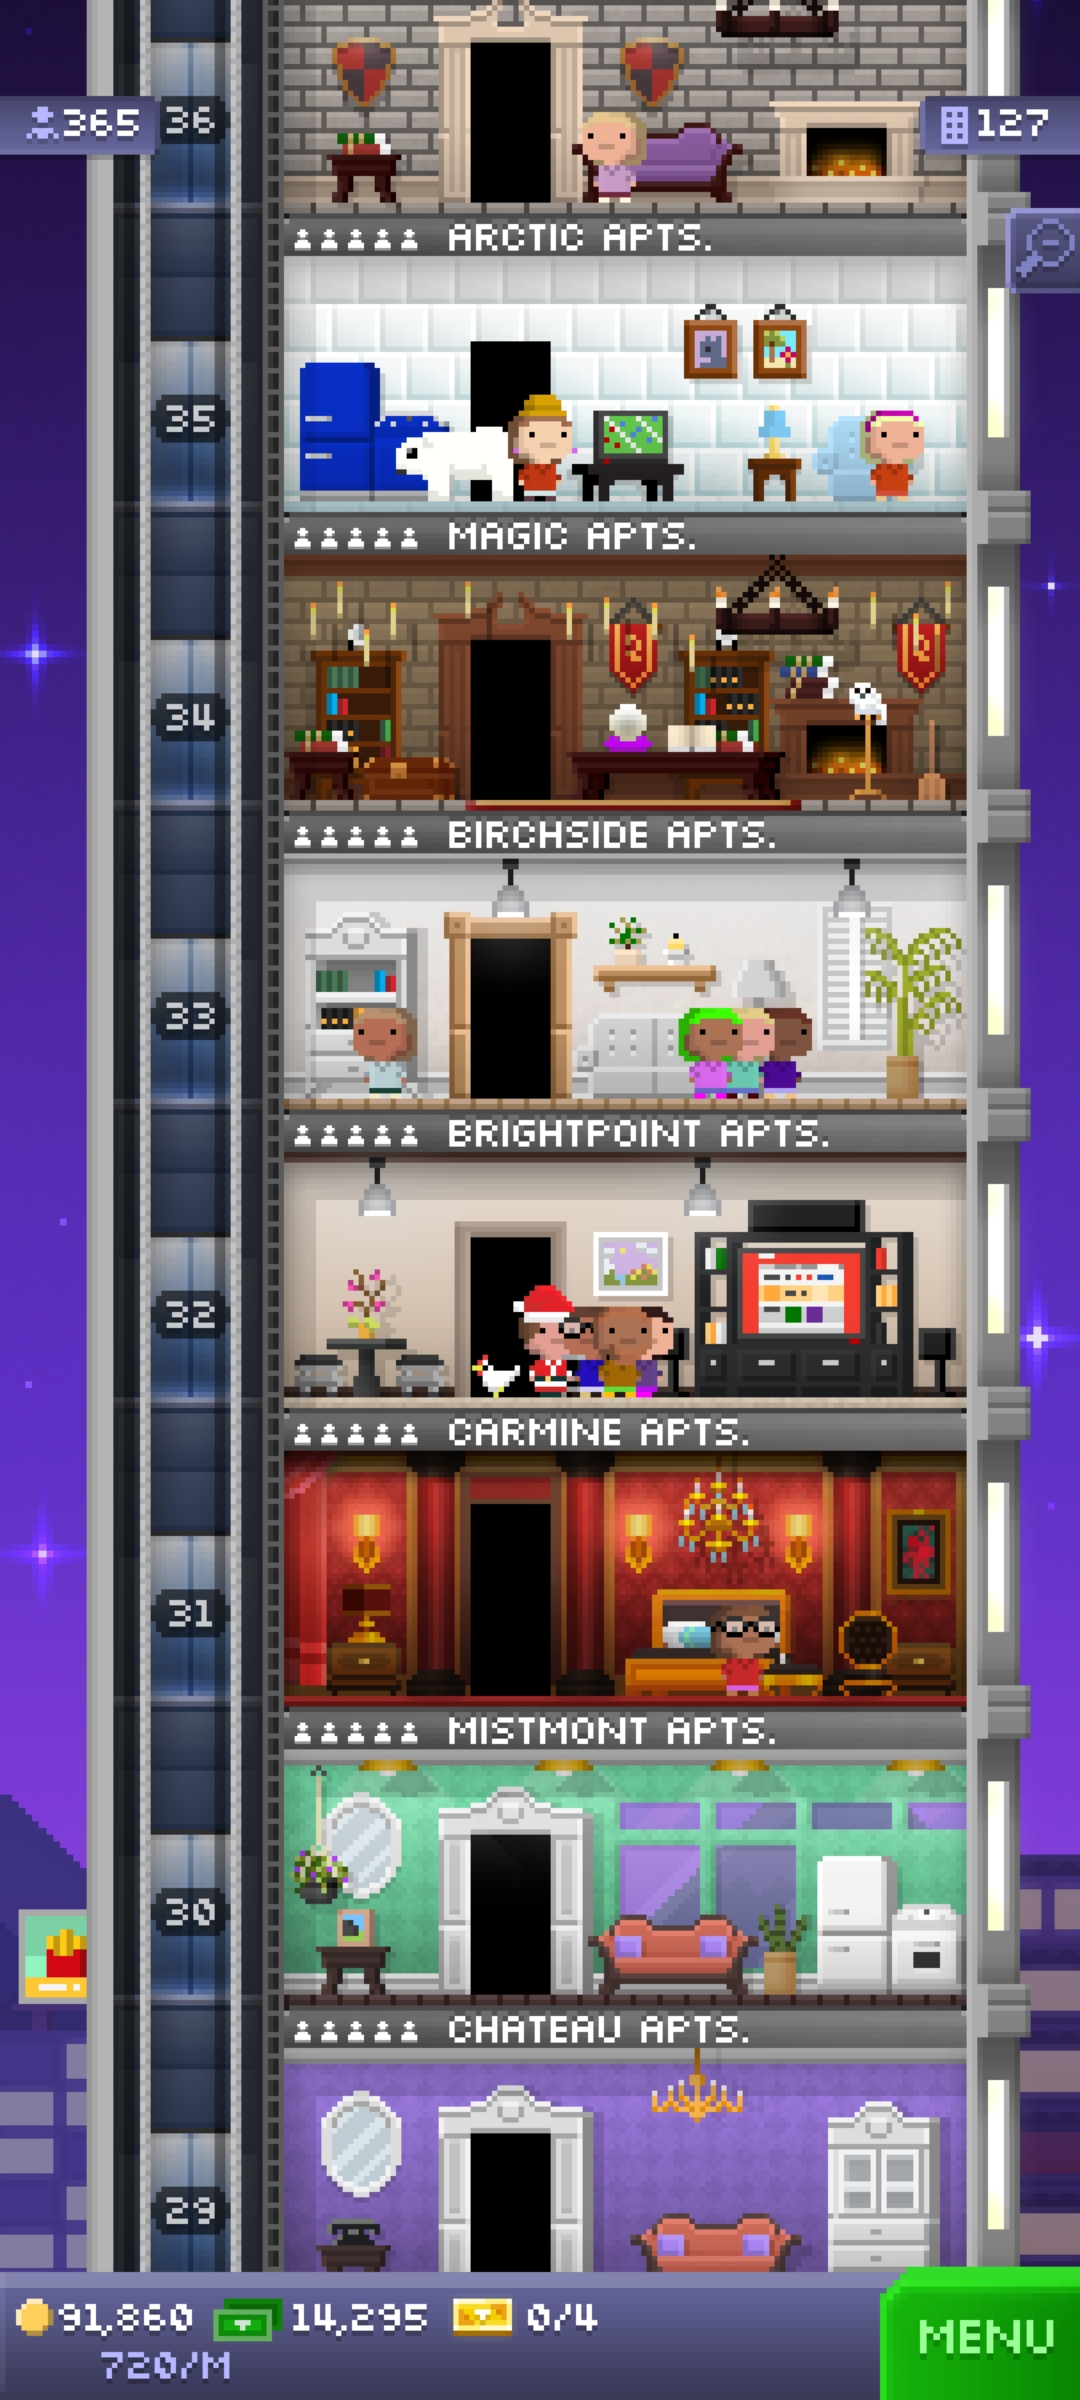 365
36
127
ARCTIC APTS.
35
MAGIC APTS.
34
BIRCHSIDE APTS.
33
BRIGHTPOINT APTS.
32
CARMINE APTS.
31
MISTMONT APTS.
30
CHATEAU APTS.
29
91,860 14,295 0/4
720/M
MENU